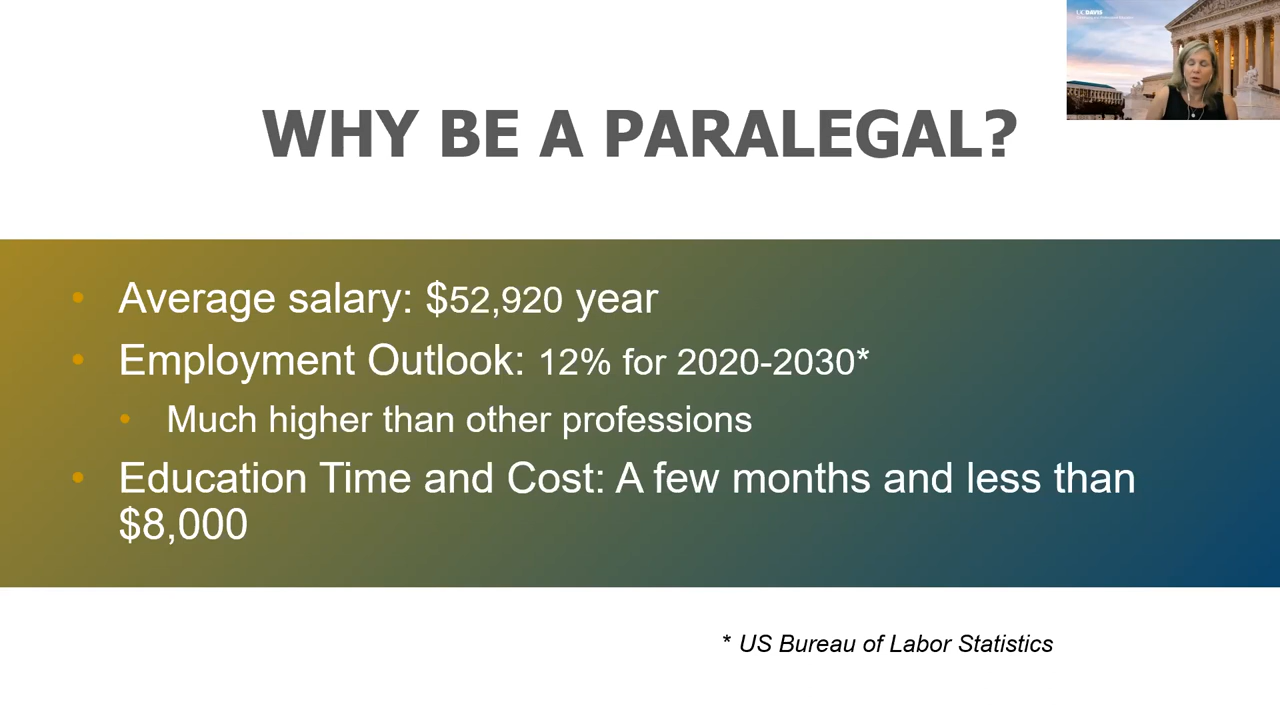 UCDAVIS
WHY BE A PARALEGAL?
• Average salary: $52,920 year
• Employment Outlook: 12% for 2020-2030*
• Much higher than other professions
• Education Time and Cost: A few months and less than
$8,000
* US Bureau of Labor Statistics